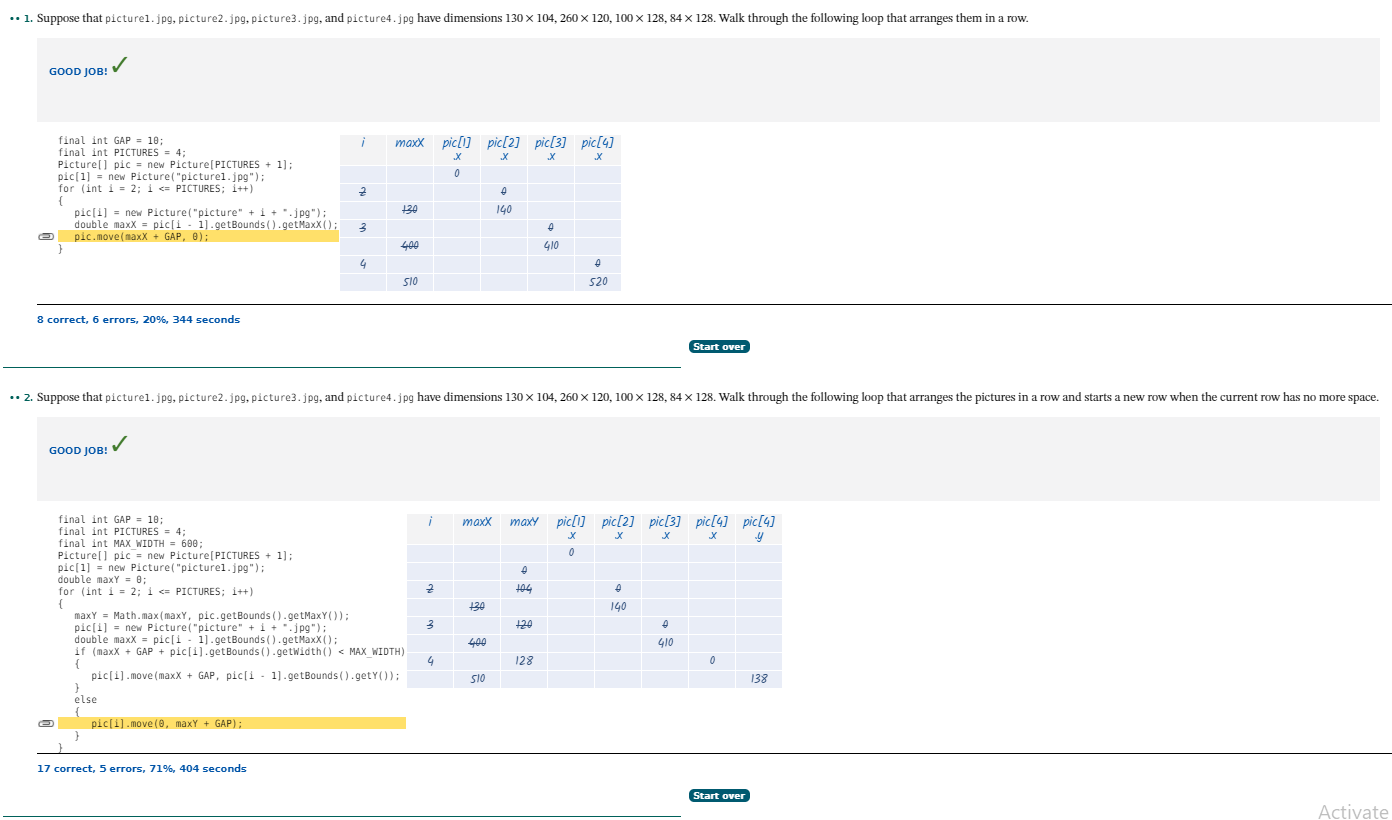 •• 1. Suppose that picture1.jpg, picture2.jpg, picture3.jpg, and picture4.jpg have dimensions 130 × 104, 260 × 120, 100 × 128, 84 × 128. Walk through the following loop that arranges them in a row.
GOOD JOB! ✓
final int GAP = 10;
final int PICTURES = 4;
Picture[] pic = new Picture[PICTURES + 1];
pic[1] = new Picture("picture1.jpg");
for (int i = 2; i <= PICTURES; i++)
{
pic[i] = new Picture("picture" + i + ".jpg");
double maxX = pic[i - 1].getBounds().getMaxX();
pic.move(maxX + GAP, 0);
}
i maxX pic[1].x pic[2].x pic[3].x pic[4].x
0
2 0
130 140
3 0
400 410
4 0
510 520
8 correct, 6 errors, 20%, 344 seconds
Start over
•• 2. Suppose that picture1.jpg, picture2.jpg, picture3.jpg, and picture4.jpg have dimensions 130 × 104, 260 × 120, 100 × 128, 84 × 128. Walk through the following loop that arranges the pictures in a row and starts a new row when the current row has no more space.
GOOD JOB! ✓
final int GAP = 10;
final int PICTURES = 4;
final int MAX_WIDTH = 600;
Picture[] pic = new Picture[PICTURES + 1];
pic[1] = new Picture("picture1.jpg");
double maxY = 0;
for (int i = 2; i <= PICTURES; i++)
{
maxY = Math.max(maxY, pic.getBounds().getMaxY());
pic[i] = new Picture("picture" + i + ".jpg");
double maxX = pic[i - 1].getBounds().getMaxX();
if (maxX + GAP + pic[i].getBounds().getWidth() < MAX_WIDTH)
{
pic[i].move(maxX + GAP, pic[i - 1].getBounds().getY());
}
else
{
pic[i].move(0, maxY + GAP);
}
}
i maxX maxY pic[1].x pic[2].x pic[3].x pic[4].x pic[4].y
0
0
2 104 0
130 140
3 120 0
400 410
4 128 0
510 138
17 correct, 5 errors, 71%, 404 seconds
Start over
Activate